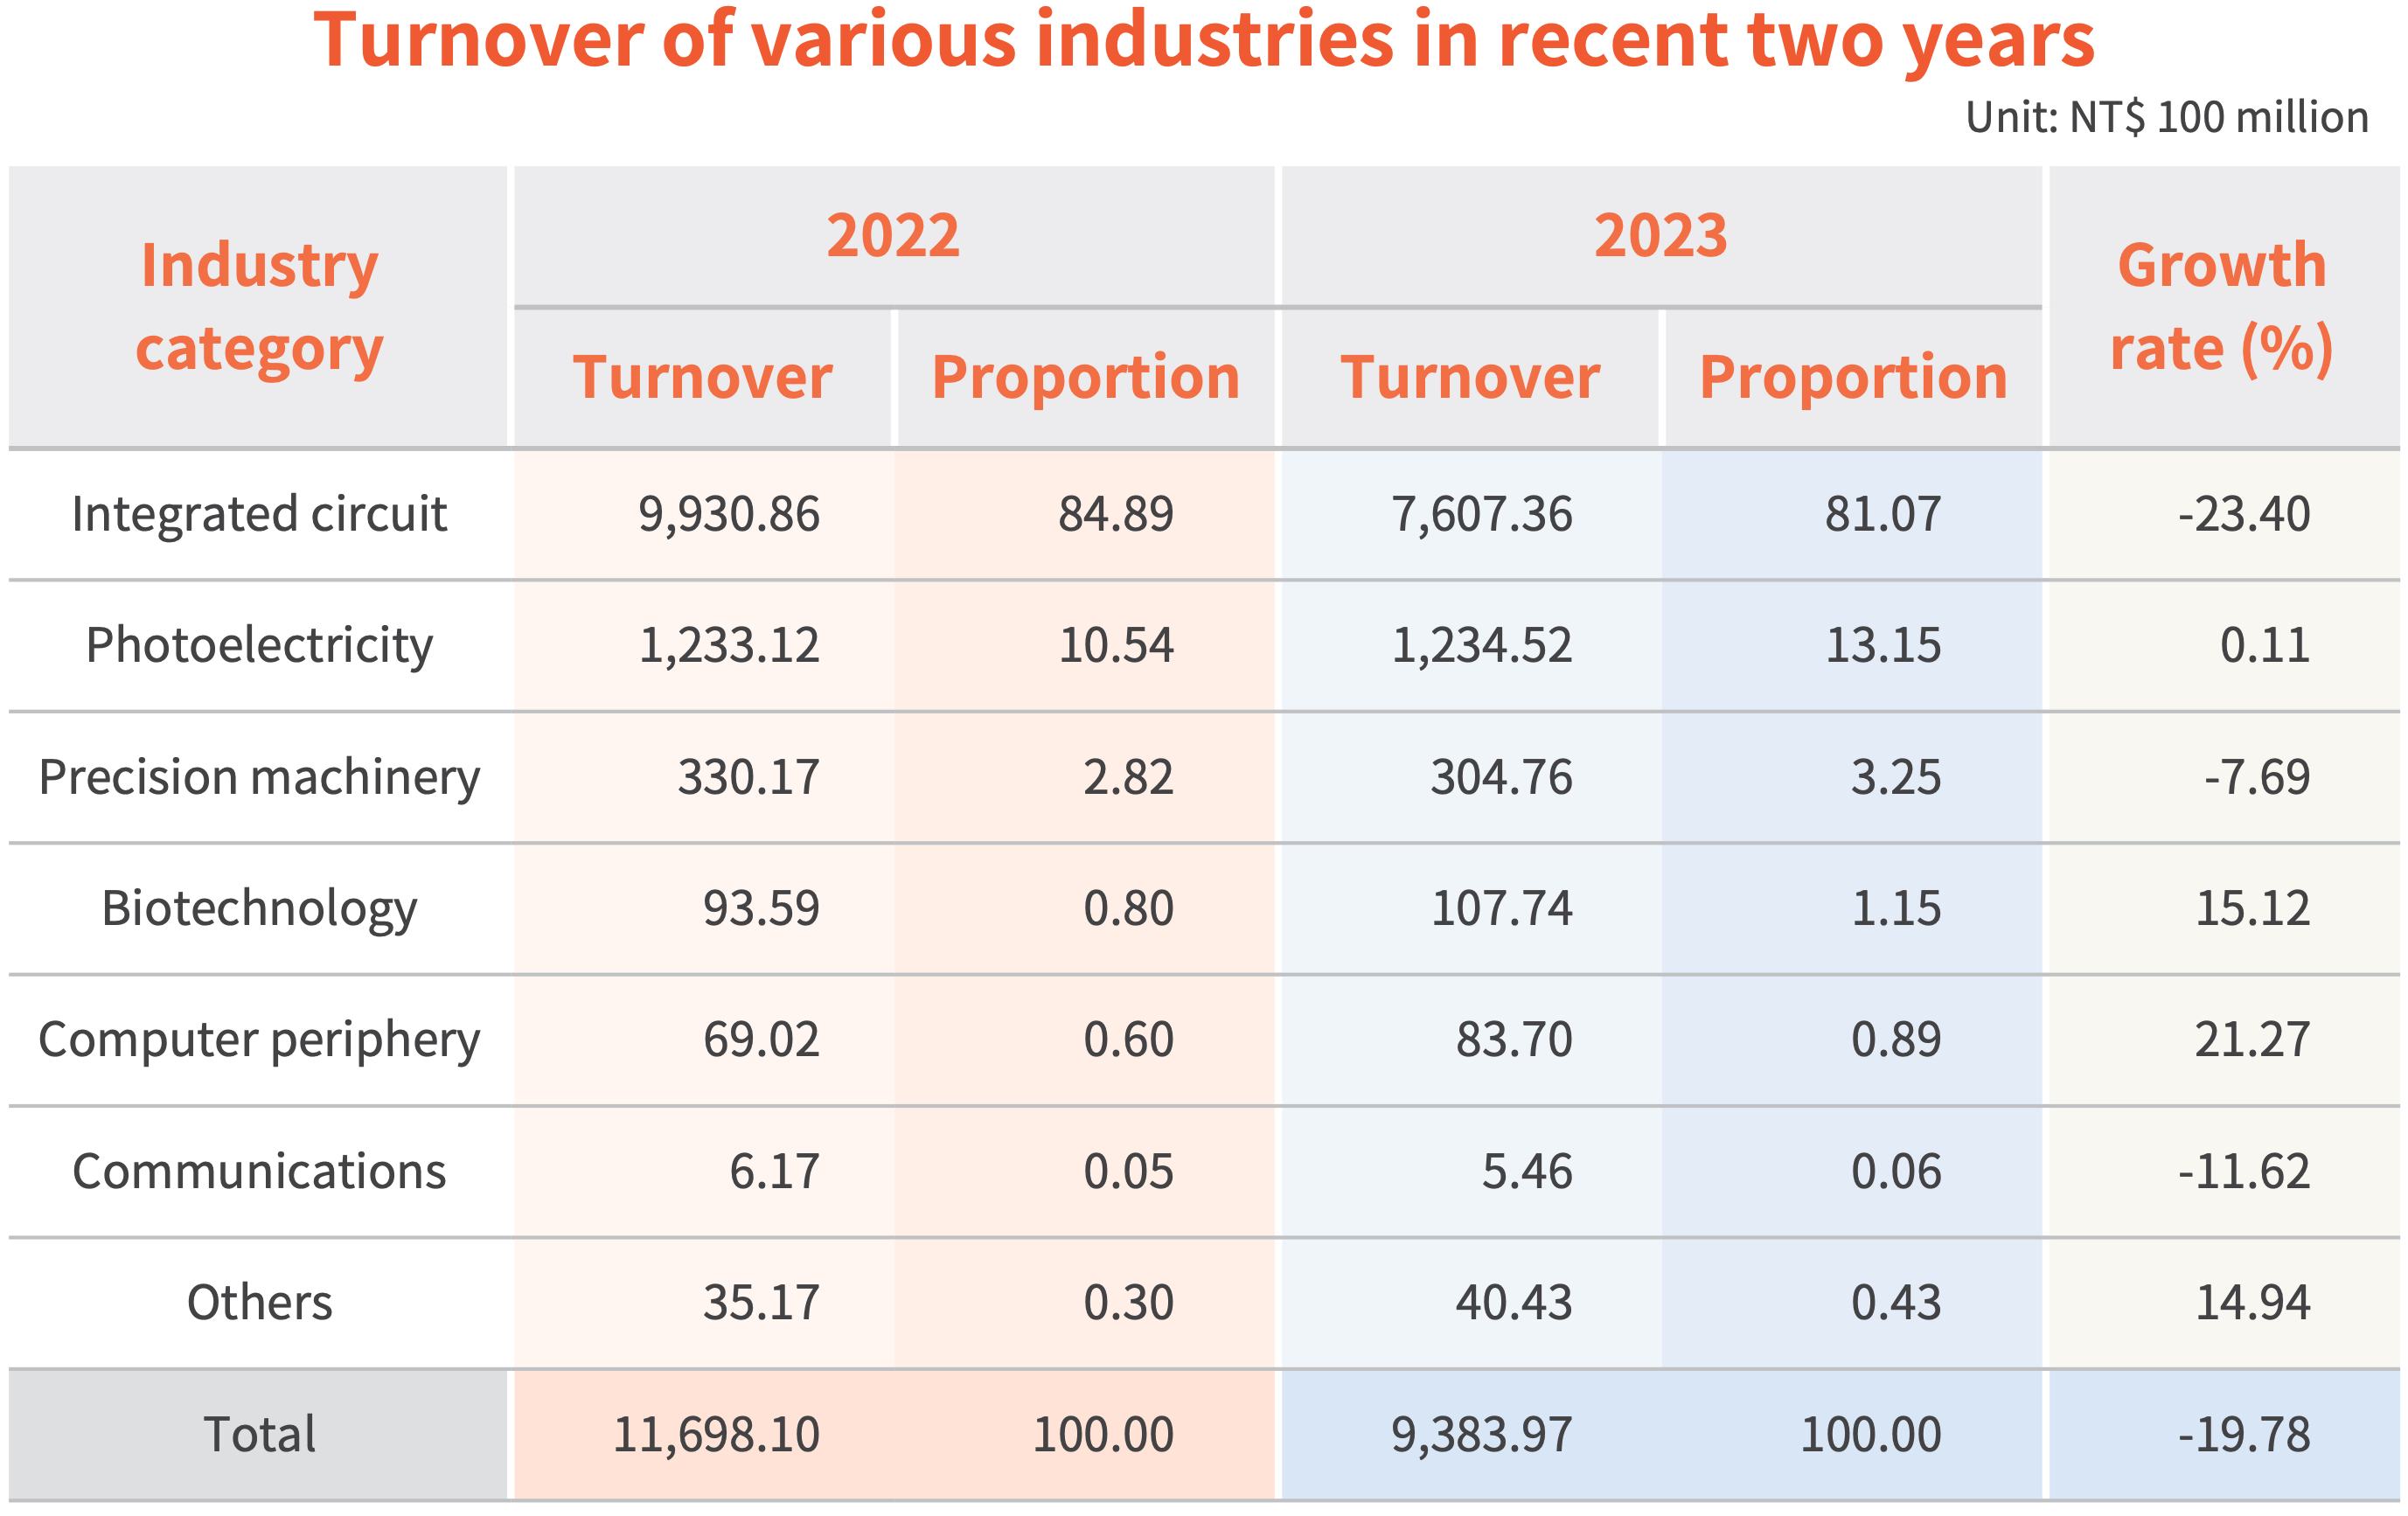 Turnover of various industries in recent two years
Unit: NT$ 100 million
Industry category 2022 2023 Growth rate (%)
Turnover Proportion Turnover Proportion
Integrated circuit 9,930.86 84.89 7,607.36 81.07 -23.40
Photoelectricity 1,233.12 10.54 1,234.52 13.15 0.11
Precision machinery 330.17 2.82 304.76 3.25 -7.69
Biotechnology 93.59 0.80 107.74 1.15 15.12
Computer periphery 69.02 0.60 83.70 0.89 21.27
Communications 6.17 0.05 5.46 0.06 -11.62
Others 35.17 0.30 40.43 0.43 14.94
Total 11,698.10 100.00 9,383.97 100.00 -19.78